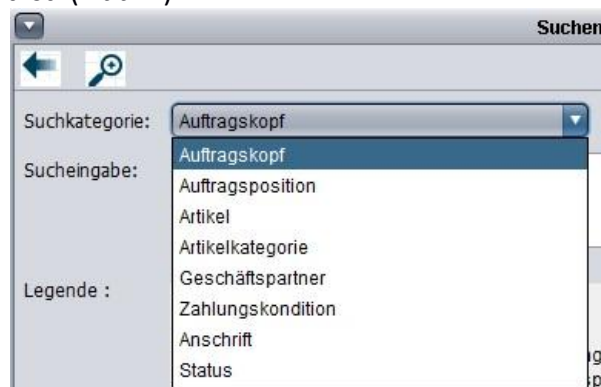 Suchen
Suchkategorie:
Auftragskopf
Auftragskopf
Sucheingabe:
Auftragsposition
Artikel
Artikelkategorie
Geschäftspartner
Legende :
Zahlungskondition
Anschrift
Status